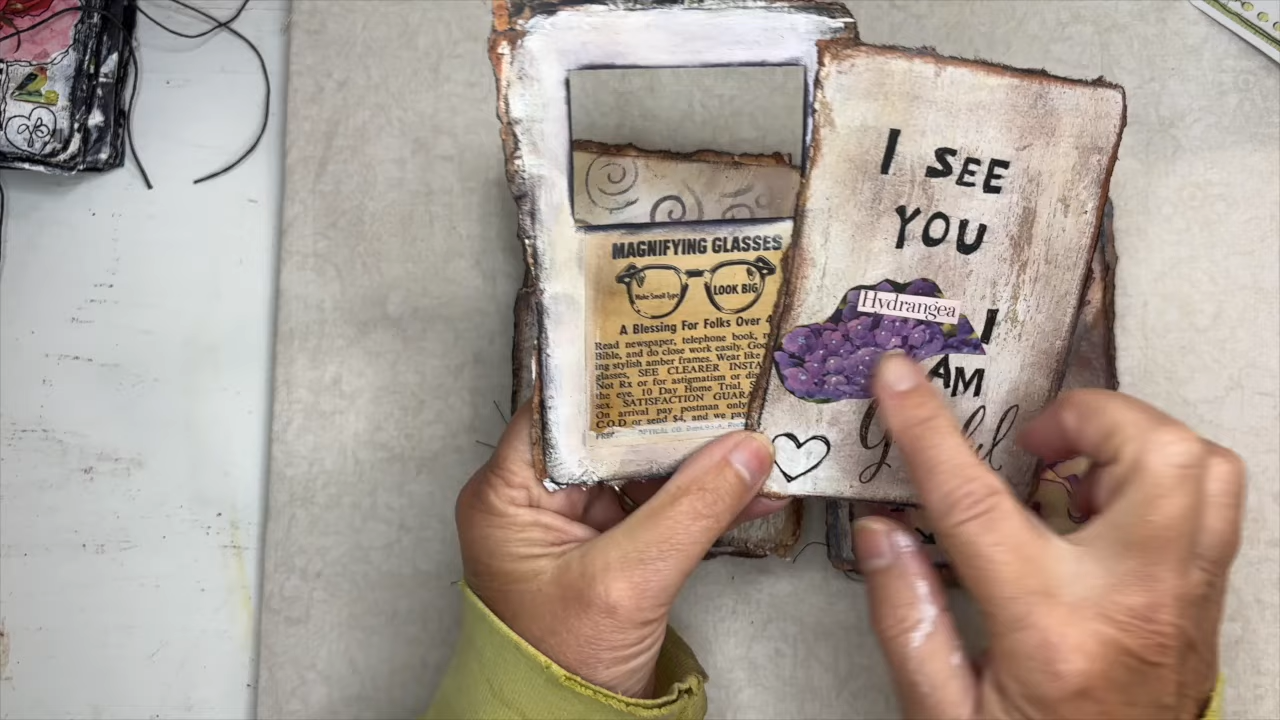 MAGNIFYING GLASSES
Make Small Type
LOOK BIG
A Blessing For Folks Over 4
Read newspaper, telephone book,
Bible, and do close work easily.
ing stylish amber frames. Wear like
glasses, SEE CLEARER INSTA
Not Rx or for astigmatism or dis
the eye. 10 Day Home Trial.
sex. SATISFACTION GUARA
On arrival pay postman only
C.O.D or send $4, and we pay
I SEE
YOU
Hydrangea
I
AM